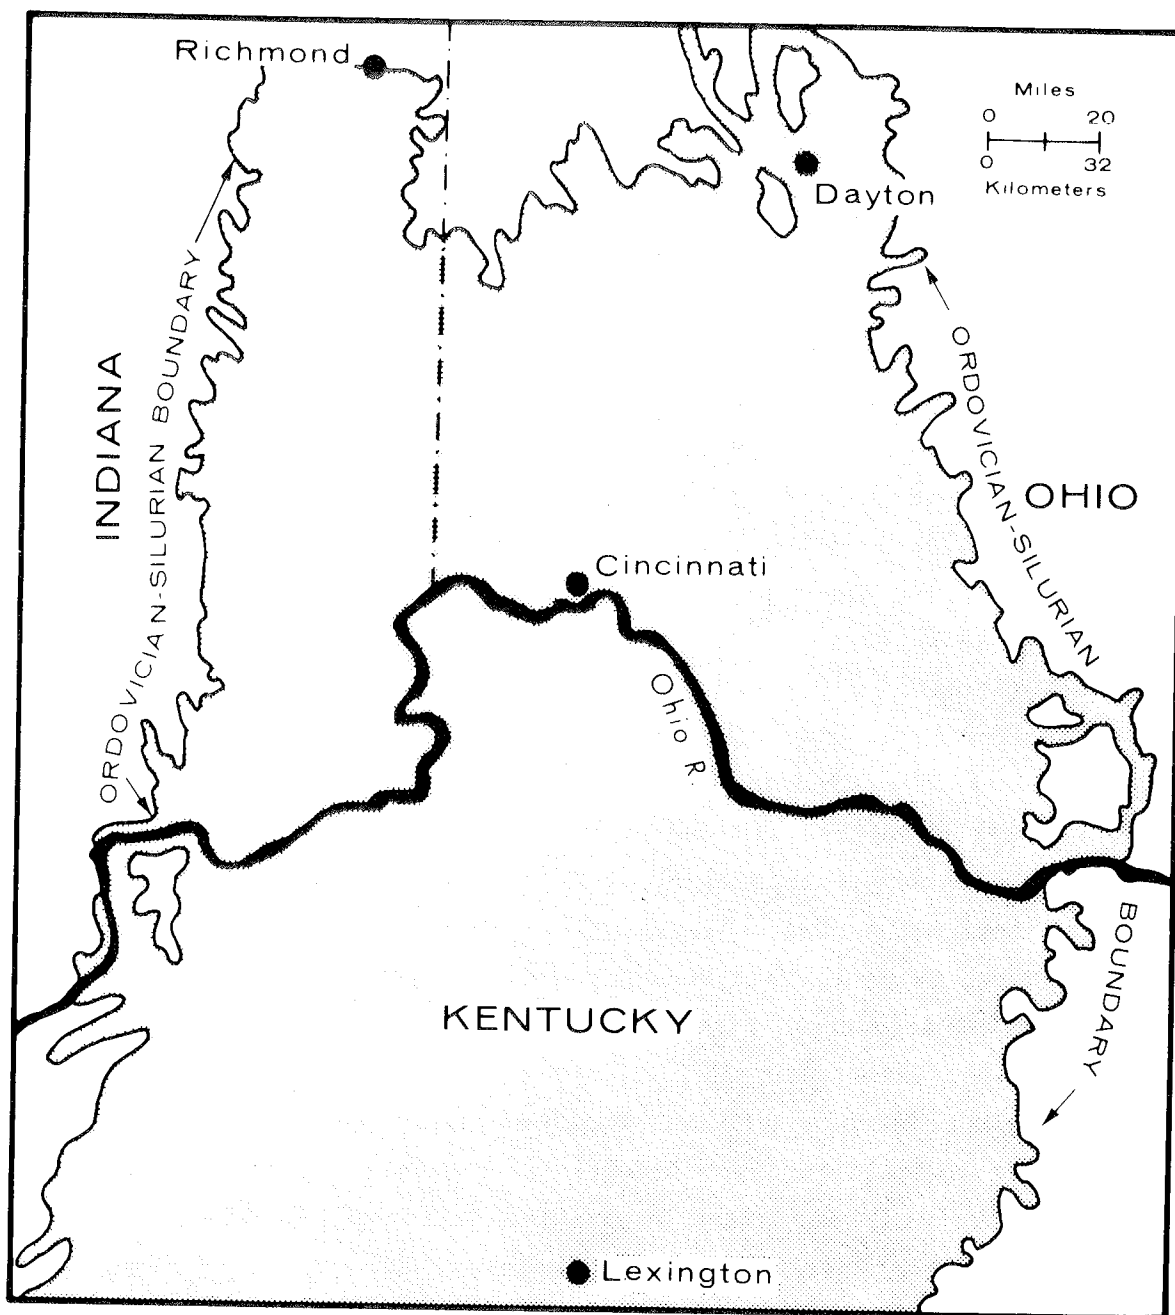 Richmond
Miles
0 20
0 32
Kilometers
Dayton
INDIANA
ORDOVICIAN-SILURIAN BOUNDARY
ORDOVICIAN-SILURIAN
OHIO
Cincinnati
Ohio R.
BOUNDARY
KENTUCKY
Lexington